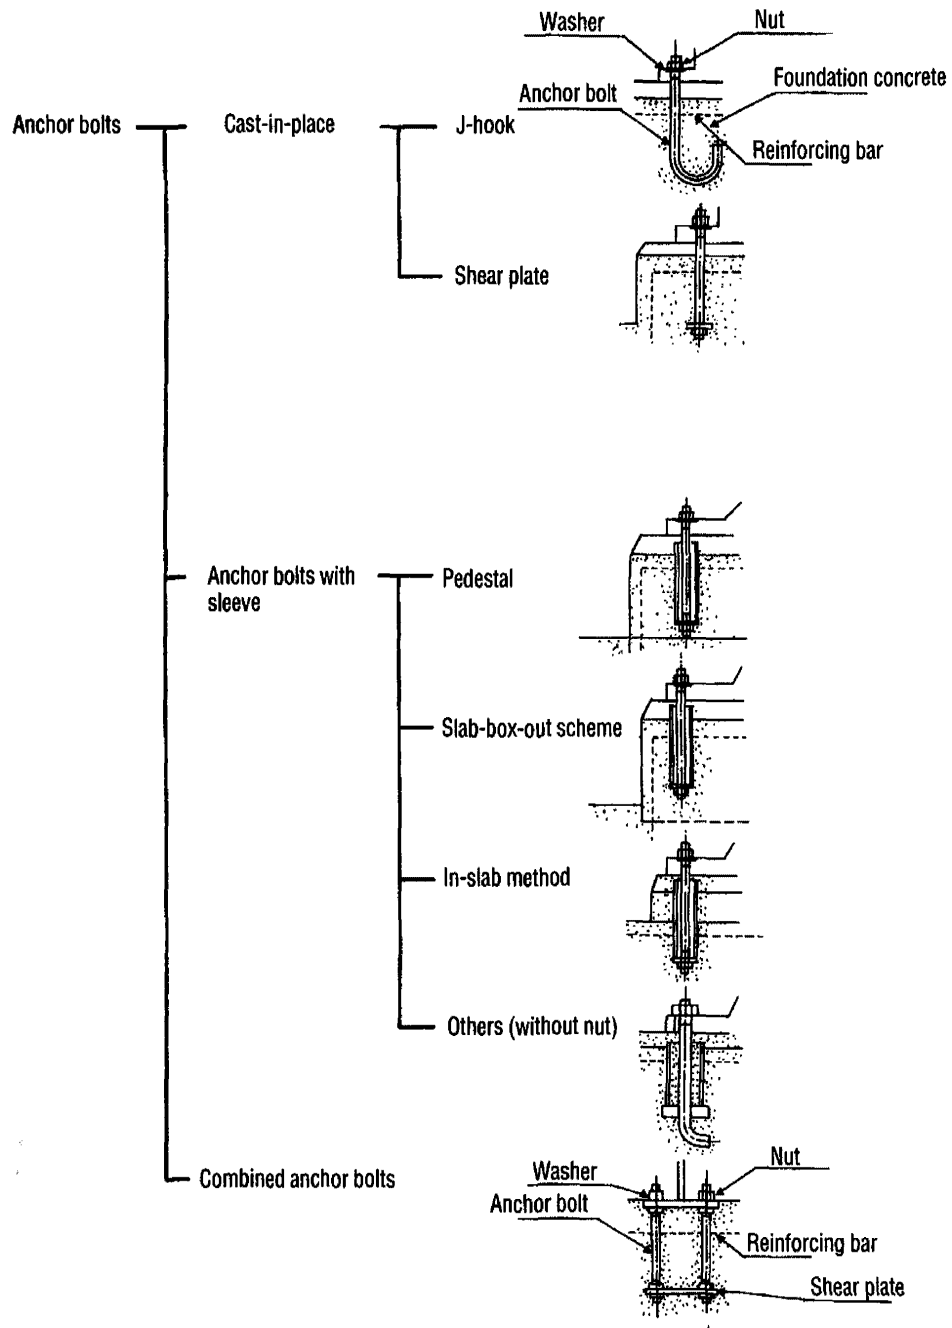 Washer
Nut
Foundation concrete
Anchor bolt
Anchor bolts
Cast-in-place
J-hook
Reinforcing bar
Shear plate
Anchor bolts with
sleeve
Pedestal
Slab-box-out scheme
In-slab method
Others (without nut)
Combined anchor bolts
Washer
Nut
Anchor bolt
Reinforcing bar
Shear plate